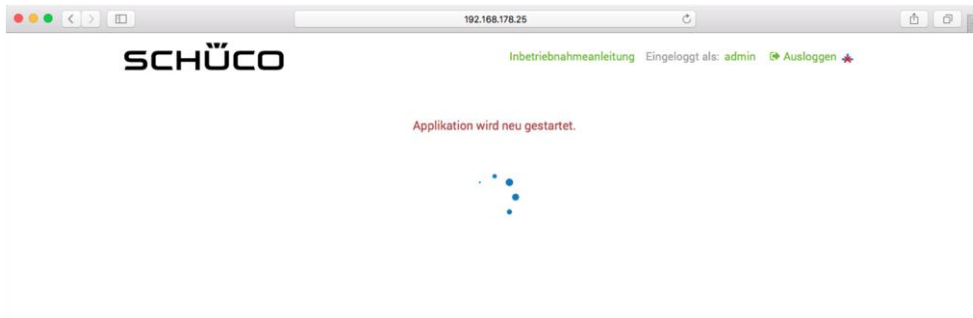 192.168.178.25
SCHÜCO
Inbetriebnahmeanleitung Eingeloggt als: admin Ausloggen
Applikation wird neu gestartet.